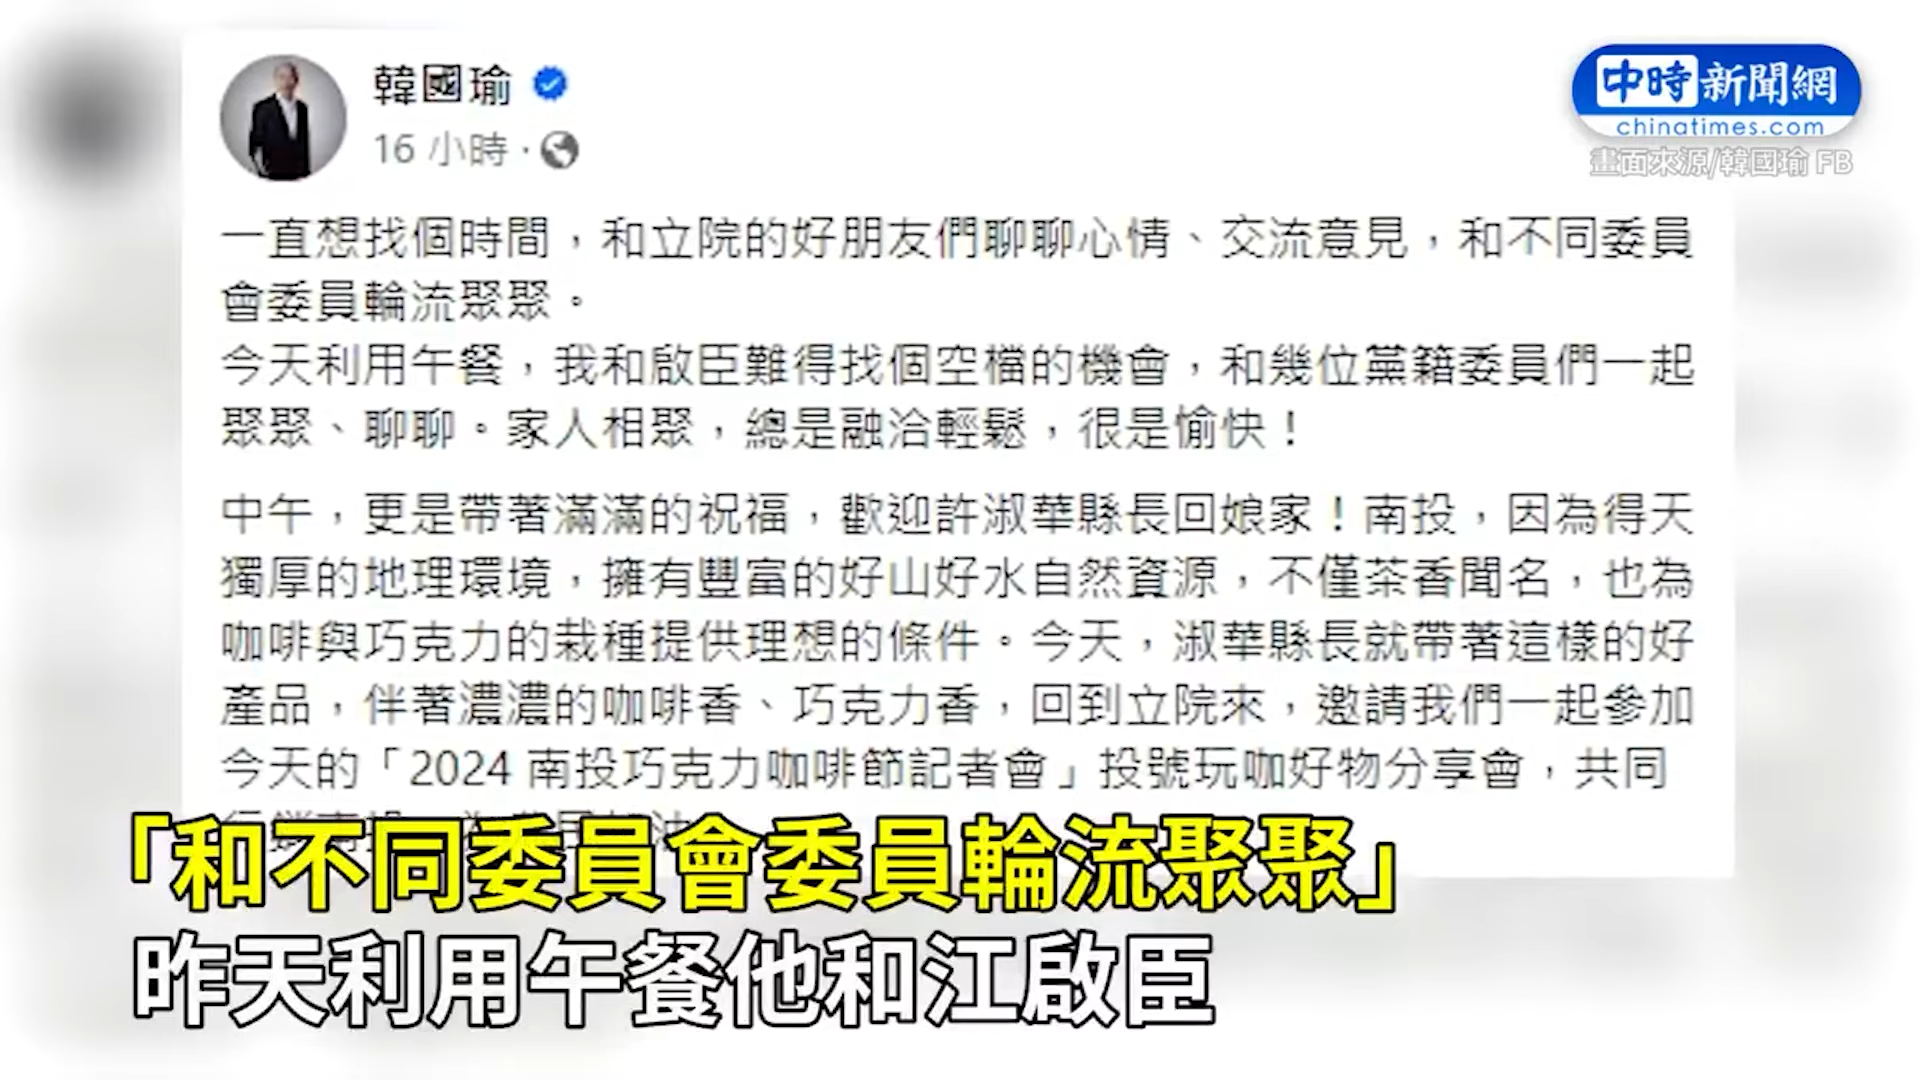 韓國瑜
16 小時
中時新聞網
chinatimes.com
畫面來源/韓國瑜 FB
一直想找個時間，和立院的好朋友們聊聊心情、交流意見，和不同委員
會委員輪流聚聚。
今天利用午餐，我和啟臣難得找個空檔的機會，和幾位黨籍委員們一起
聚聚、聊聊。家人相聚，總是融洽輕鬆，很是愉快！
中午，更是帶著滿滿的祝福，歡迎許淑華縣長回娘家！南投，因為得天
獨厚的地理環境，擁有豐富的好山好水自然資源，不僅茶香聞名，也為
咖啡與巧克力的栽種提供理想的條件。今天，淑華縣長就帶著這樣的好
產品，伴著濃濃的咖啡香、巧克力香，回到立院來，邀請我們一起參加
今天的「2024 南投巧克力咖啡節記者會」投號玩咖好物分享會，共同
「和不同委員會委員輪流聚聚」
昨天利用午餐他和江啟臣